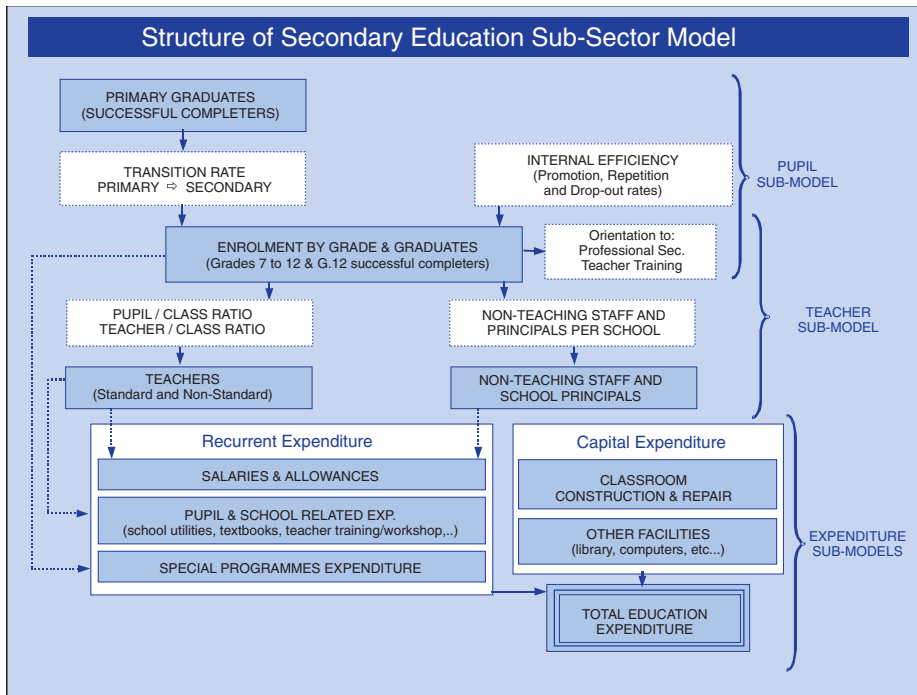 Structure of Secondary Education Sub-Sector Model
PRIMARY GRADUATES
(SUCCESSFUL COMPLETERS)
TRANSITION RATE
PRIMARY ⇨ SECONDARY
INTERNAL EFFICIENCY
(Promotion, Repetition
and Drop-out rates)
PUPIL
SUB-MODEL
ENROLMENT BY GRADE & GRADUATES
(Grades 7 to 12 & G.12 successful completers)
Orientation to:
Professional Sec.
Teacher Training
PUPIL / CLASS RATIO
TEACHER / CLASS RATIO
NON-TEACHING STAFF AND
PRINCIPALS PER SCHOOL
TEACHER
SUB-MODEL
TEACHERS
(Standard and Non-Standard)
NON-TEACHING STAFF AND
SCHOOL PRINCIPALS
Recurrent Expenditure
SALARIES & ALLOWANCES
PUPIL & SCHOOL RELATED EXP.
(school utilities, textbooks, teacher training/workshop,..)
SPECIAL PROGRAMMES EXPENDITURE
Capital Expenditure
CLASSROOM
CONSTRUCTION & REPAIR
OTHER FACILITIES
(library, computers, etc...)
EXPENDITURE
SUB-MODELS
TOTAL EDUCATION
EXPENDITURE